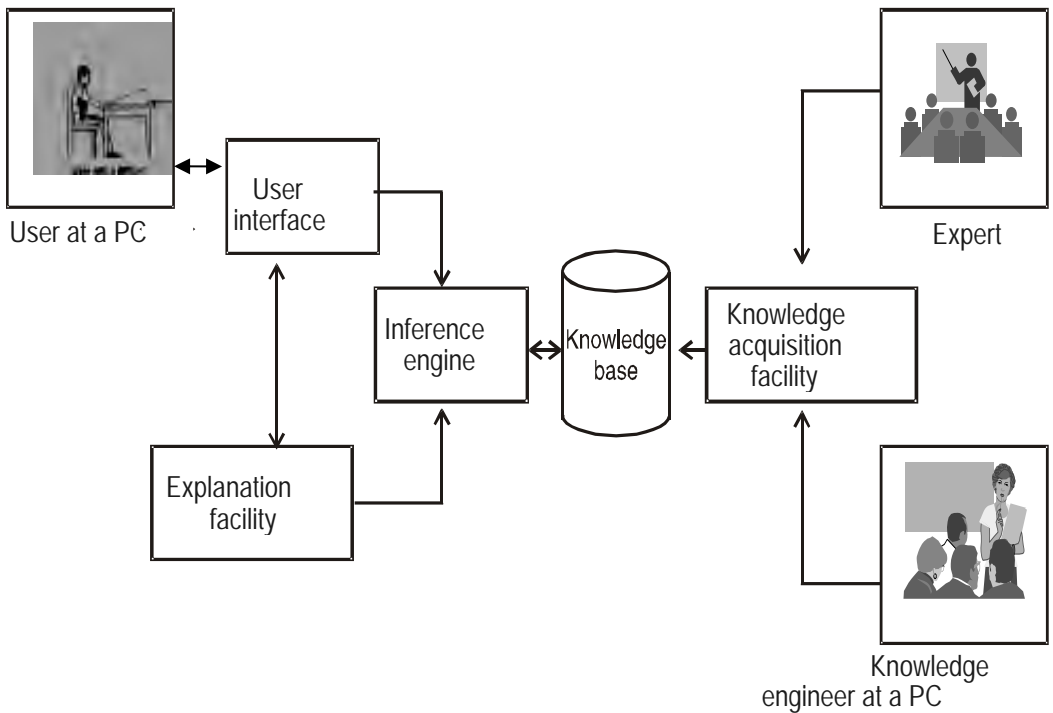 User at a PC
User
interface
Expert
Inference
engine
Knowledge
base
Knowledge
acquisition
facility
Explanation
facility
Knowledge
engineer at a PC